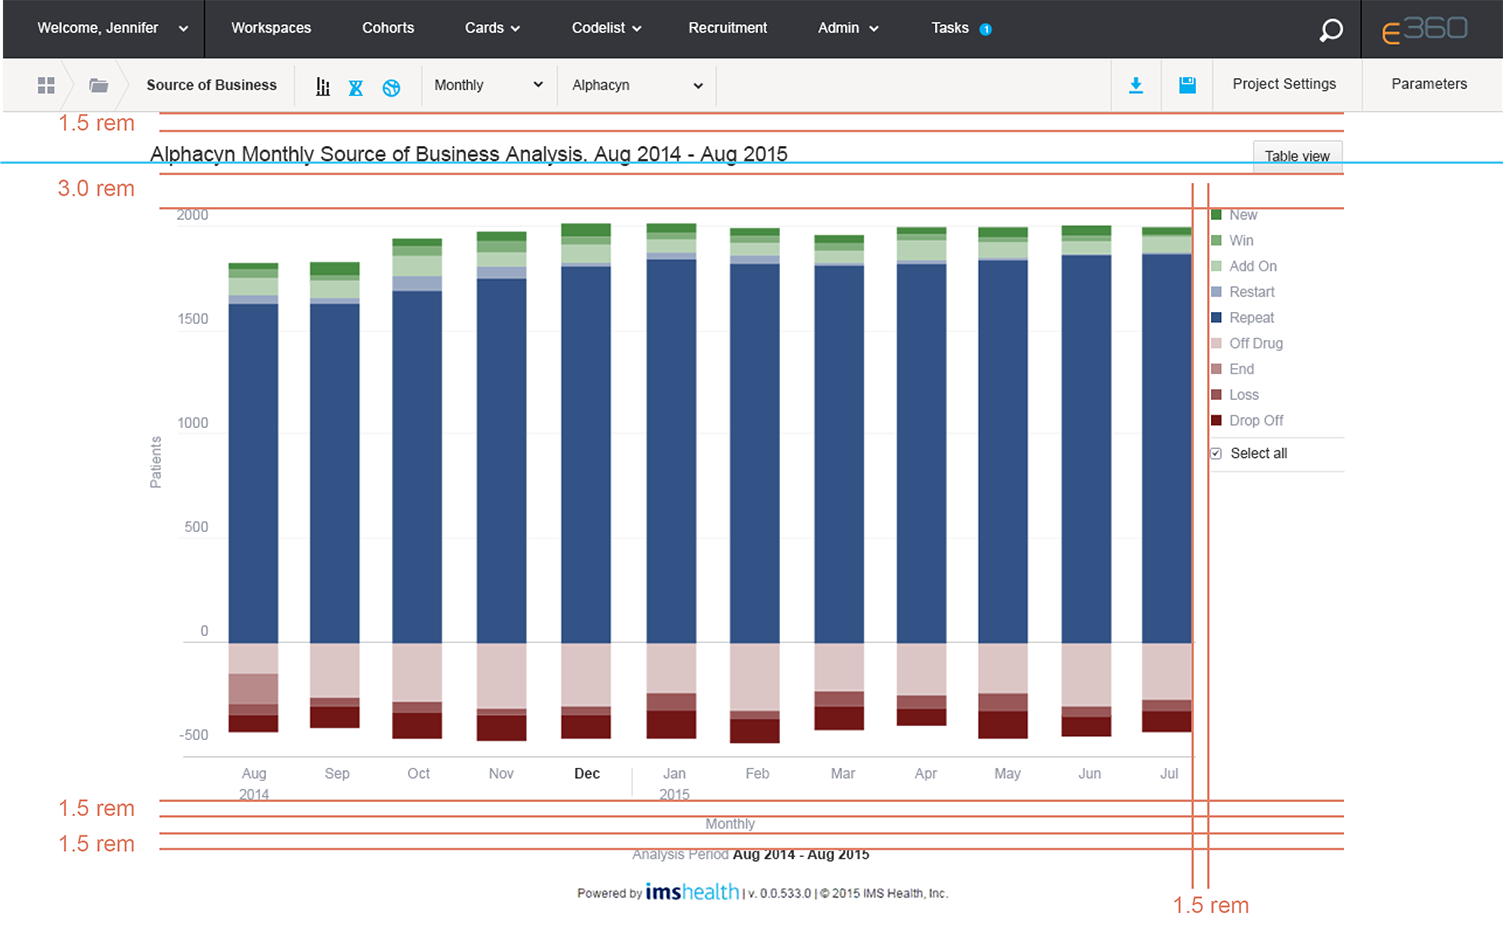 Welcome, Jennifer Workspaces Cohorts Cards Codelist Recruitment Admin Tasks 1 e360
Source of Business Monthly Alphacyn Project Settings Parameters
1.5 rem
Alphacyn Monthly Source of Business Analysis. Aug 2014 - Aug 2015 Table view
3.0 rem
2000
1500
1000
500
0
-500
Patients
New
Win
Add On
Restart
Repeat
Off Drug
End
Loss
Drop Off
Select all
Aug Sep Oct Nov Dec Jan Feb Mar Apr May Jun Jul
2014 2015
1.5 rem
Monthly
1.5 rem
Analysis Period Aug 2014 - Aug 2015
Powered by imshealth | v. 0.0.533.0 | © 2015 IMS Health, Inc.
1.5 rem